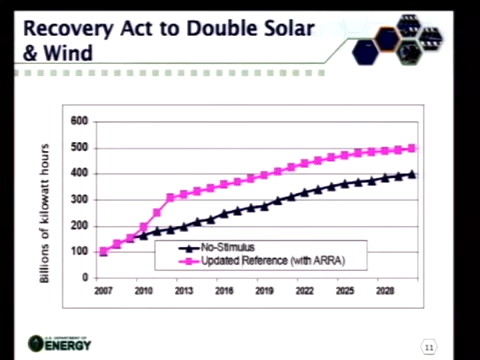 Recovery Act to Double Solar
& Wind
Billions of kilowatt hours
600
500
400
300
200
100
0
No-Stimulus
Updated Reference (with ARRA)
2007 2010 2013 2016 2019 2022 2025 2028
U.S. DEPARTMENT OF
ENERGY
11